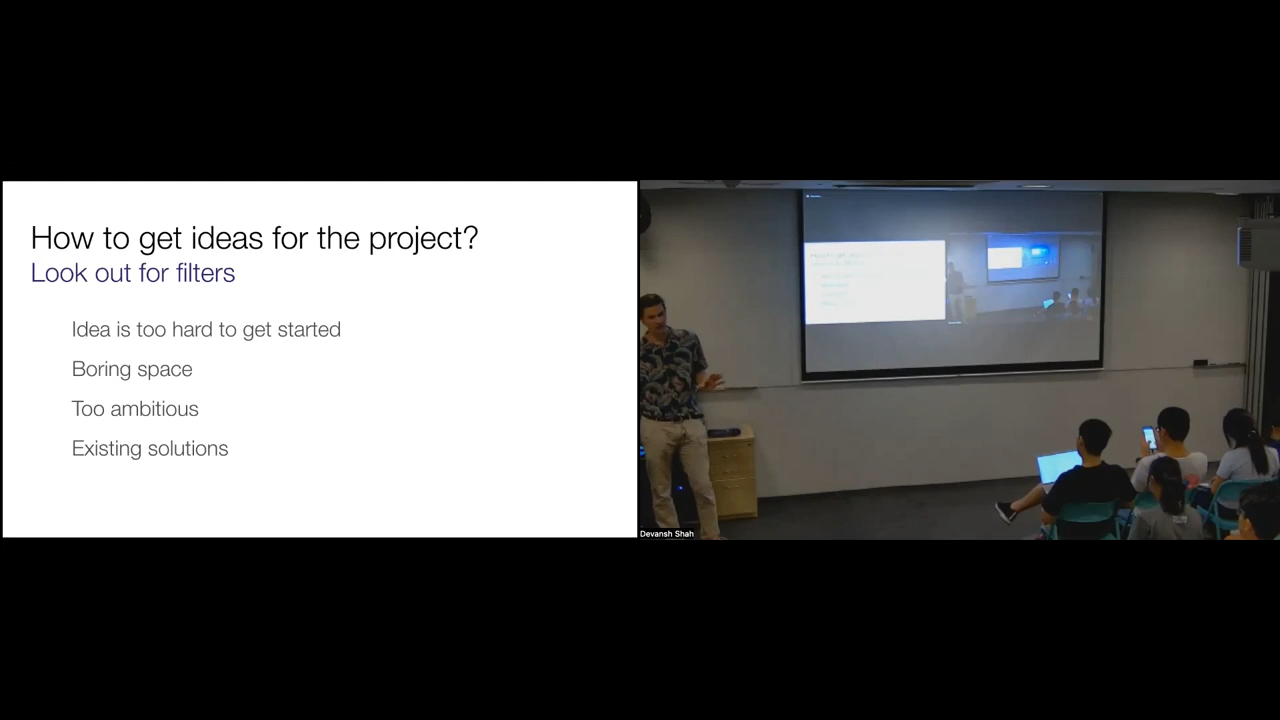 How to get ideas for the project?
Look out for filters
Idea is too hard to get started
Boring space
Too ambitious
Existing solutions
Devansh Shah